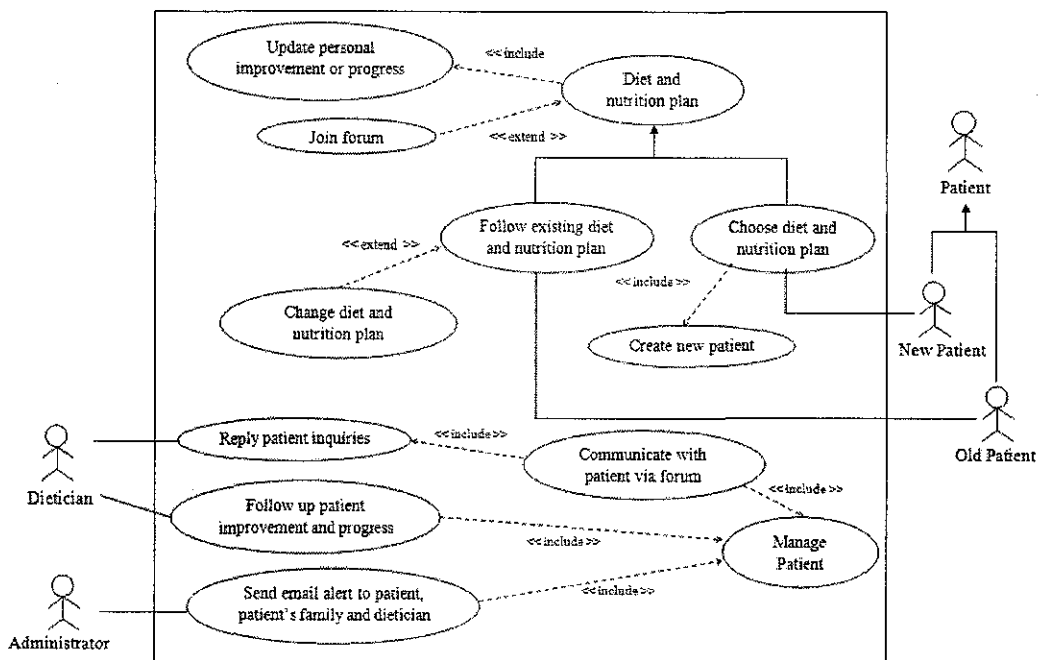 Update personal
improvement or progress
<<include
Diet and
nutrition plan
Join forum
<<extend >>
Patient
Follow existing diet
and nutrition plan
Choose diet and
nutrition plan
<<extend >>
<<include>>
Change diet and
nutrition plan
Create new patient
New Patient
Reply patient inquiries
<<include>>
Communicate with
patient via forum
Old Patient
Dietician
<<include>>
Follow up patient
improvement and progress
<<include>>
Manage
Patient
Send email alert to patient,
patient's family and dietician
<<include>>
Administrator